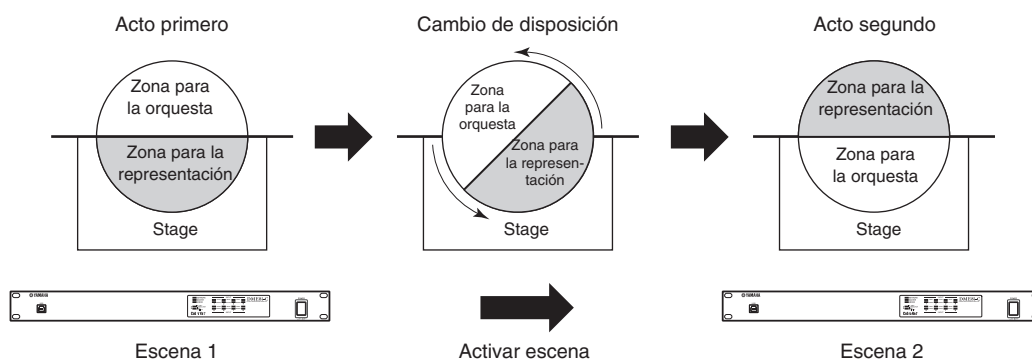 Acto primero
Cambio de disposición
Acto segundo
Zona para
la orquesta
Zona para la
representación
Stage
Zona
para la
orquesta
Zona para
la represen-
tación
Stage
Zona para la
representación
Zona para
la orquesta
Stage
YAMAHA
YAMAHA
Escena 1
Activar escena
Escena 2